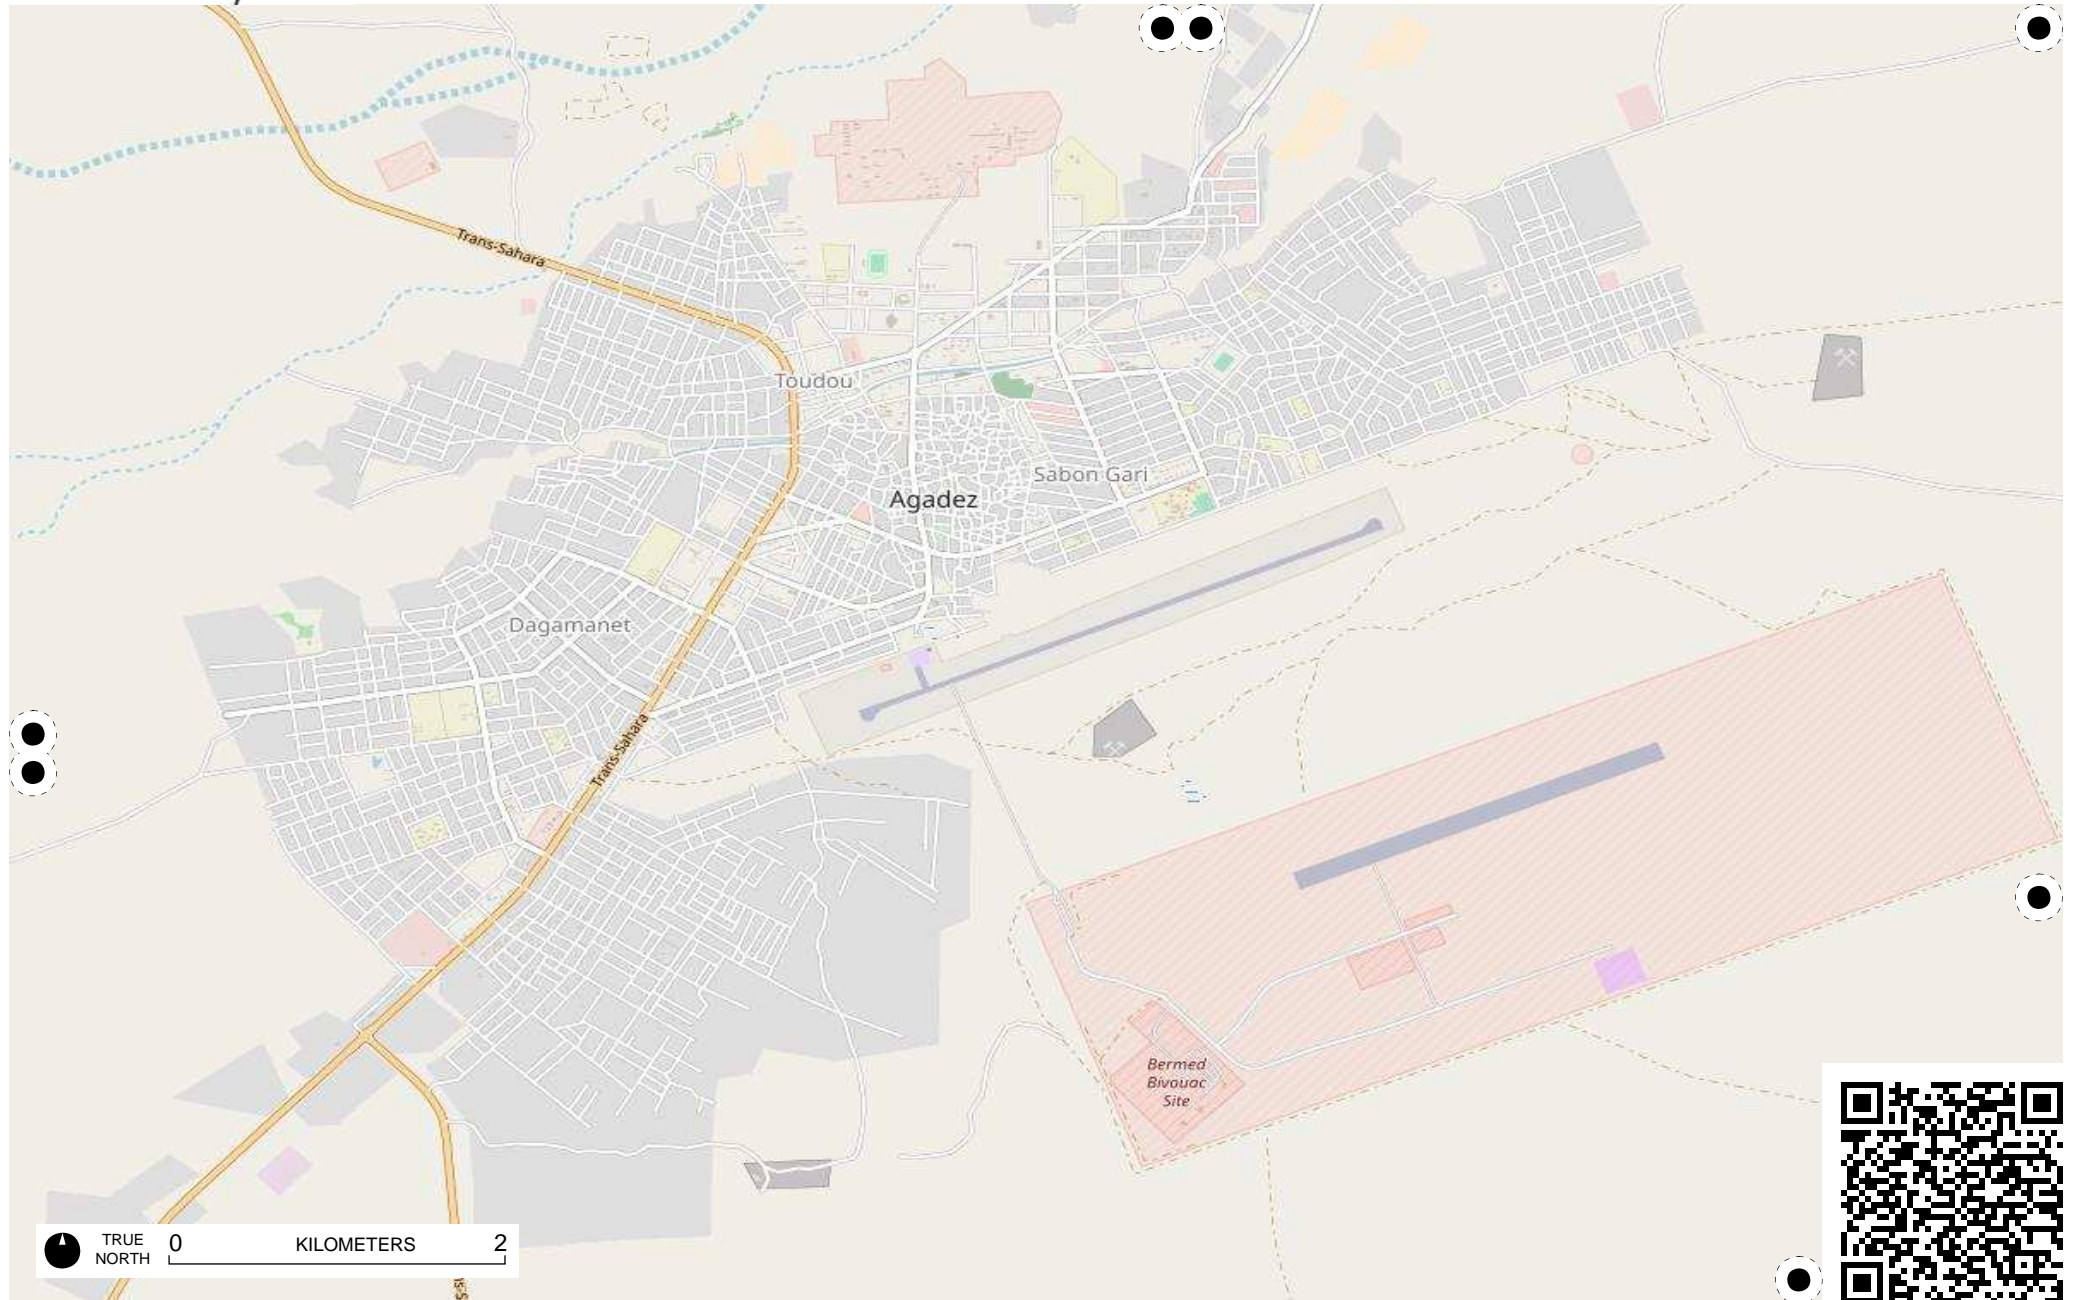 Trans-Sahara
Toudou
Sabon Gari
Agadez
Dagamanet
Trans-Sahara
Bermed
Bivouac
Site
TRUE
NORTH
0 KILOMETERS 2